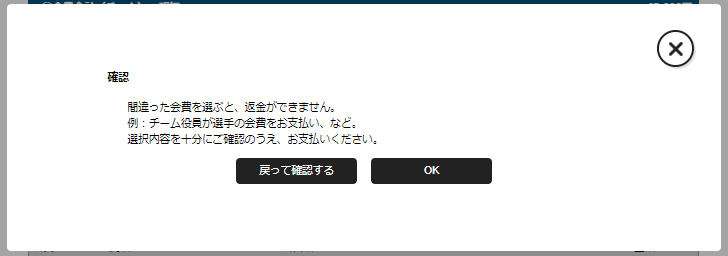 確認
間違った会費を選ぶと、返金ができません。
例：チーム役員が選手の会費をお支払い、など。
選択内容を十分にご確認のうえ、お支払いください。
戻って確認する
OK